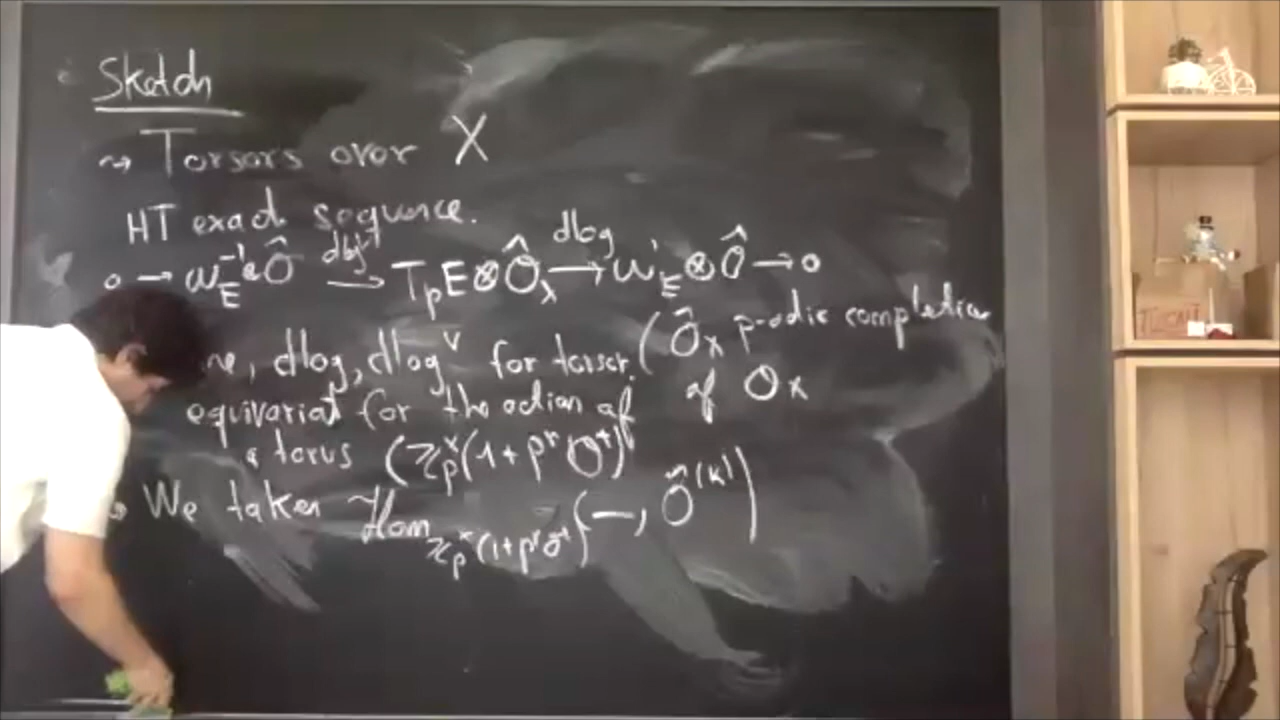 Sketch
⇝ Torsors over X
HT exact sequence.
0 → ω_E^{-1} ⊗ Ô →^{dlog^∨} T_pE ⊗ Ô_X →^{dlog} ω_E^1 ⊗ Ô → 0
dlog, dlog^∨ for torsor. (Ô_X p-adic completion
equivariat for the action of of O_X
a torus (ℤ_p^×(1+p^r O^+)
We taken Hom_{ℤ_p^×(1+p^r O^+)}(—, Ô^{(k)})